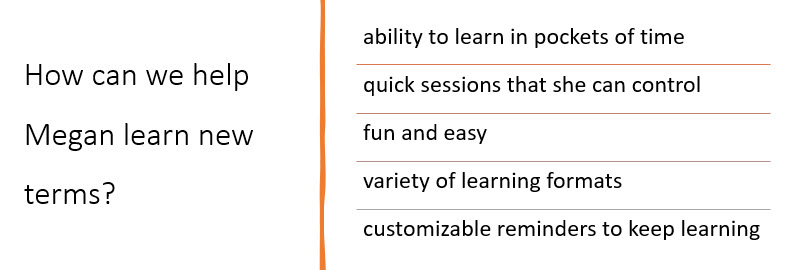 How can we help
Megan learn new
terms?
ability to learn in pockets of time
quick sessions that she can control
fun and easy
variety of learning formats
customizable reminders to keep learning